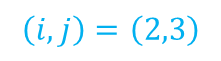 (i, j) = (2,3)